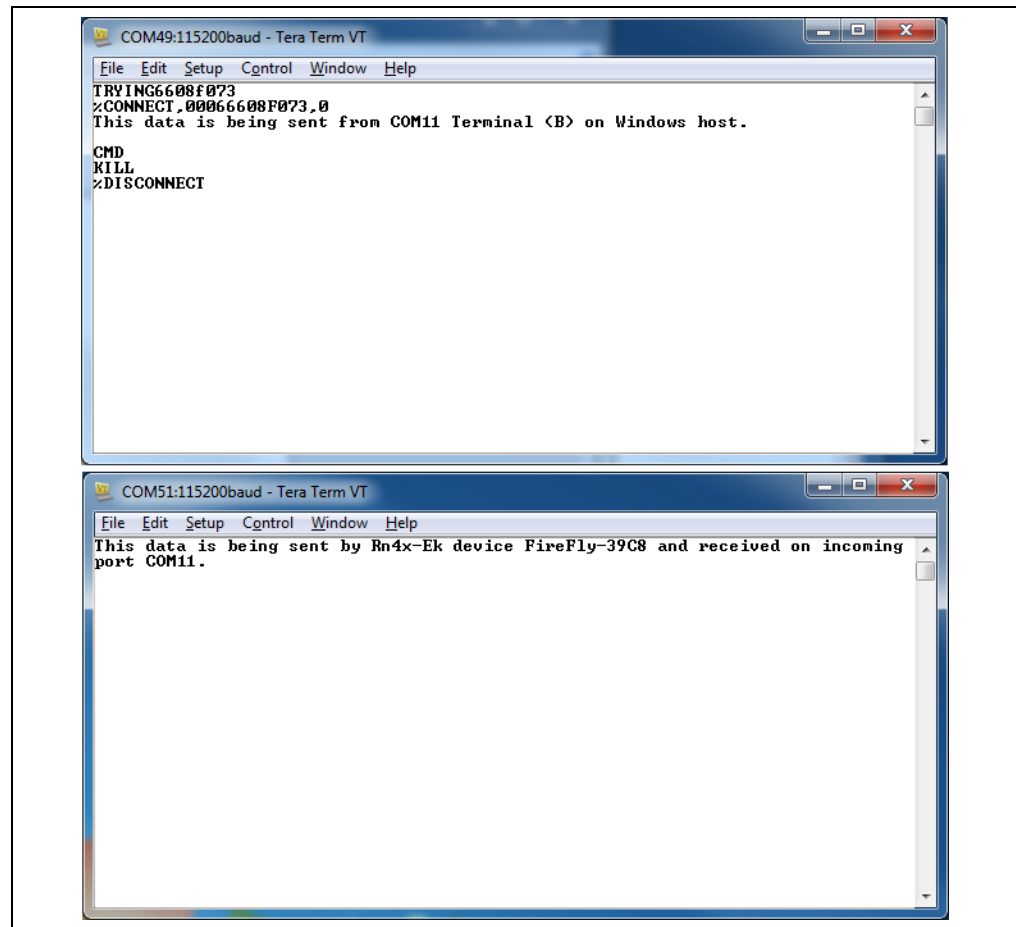 COM49:115200baud - Tera Term VT
File Edit Setup Control Window Help
TRYING6608f073
%CONNECT,00066608F073,0
This data is being sent from COM11 Terminal (B) on Windows host.
CMD
KILL
%DISCONNECT
COM51:115200baud - Tera Term VT
File Edit Setup Control Window Help
This data is being sent by Rn4x-Ek device FireFly-39C8 and received on incoming
port COM11.